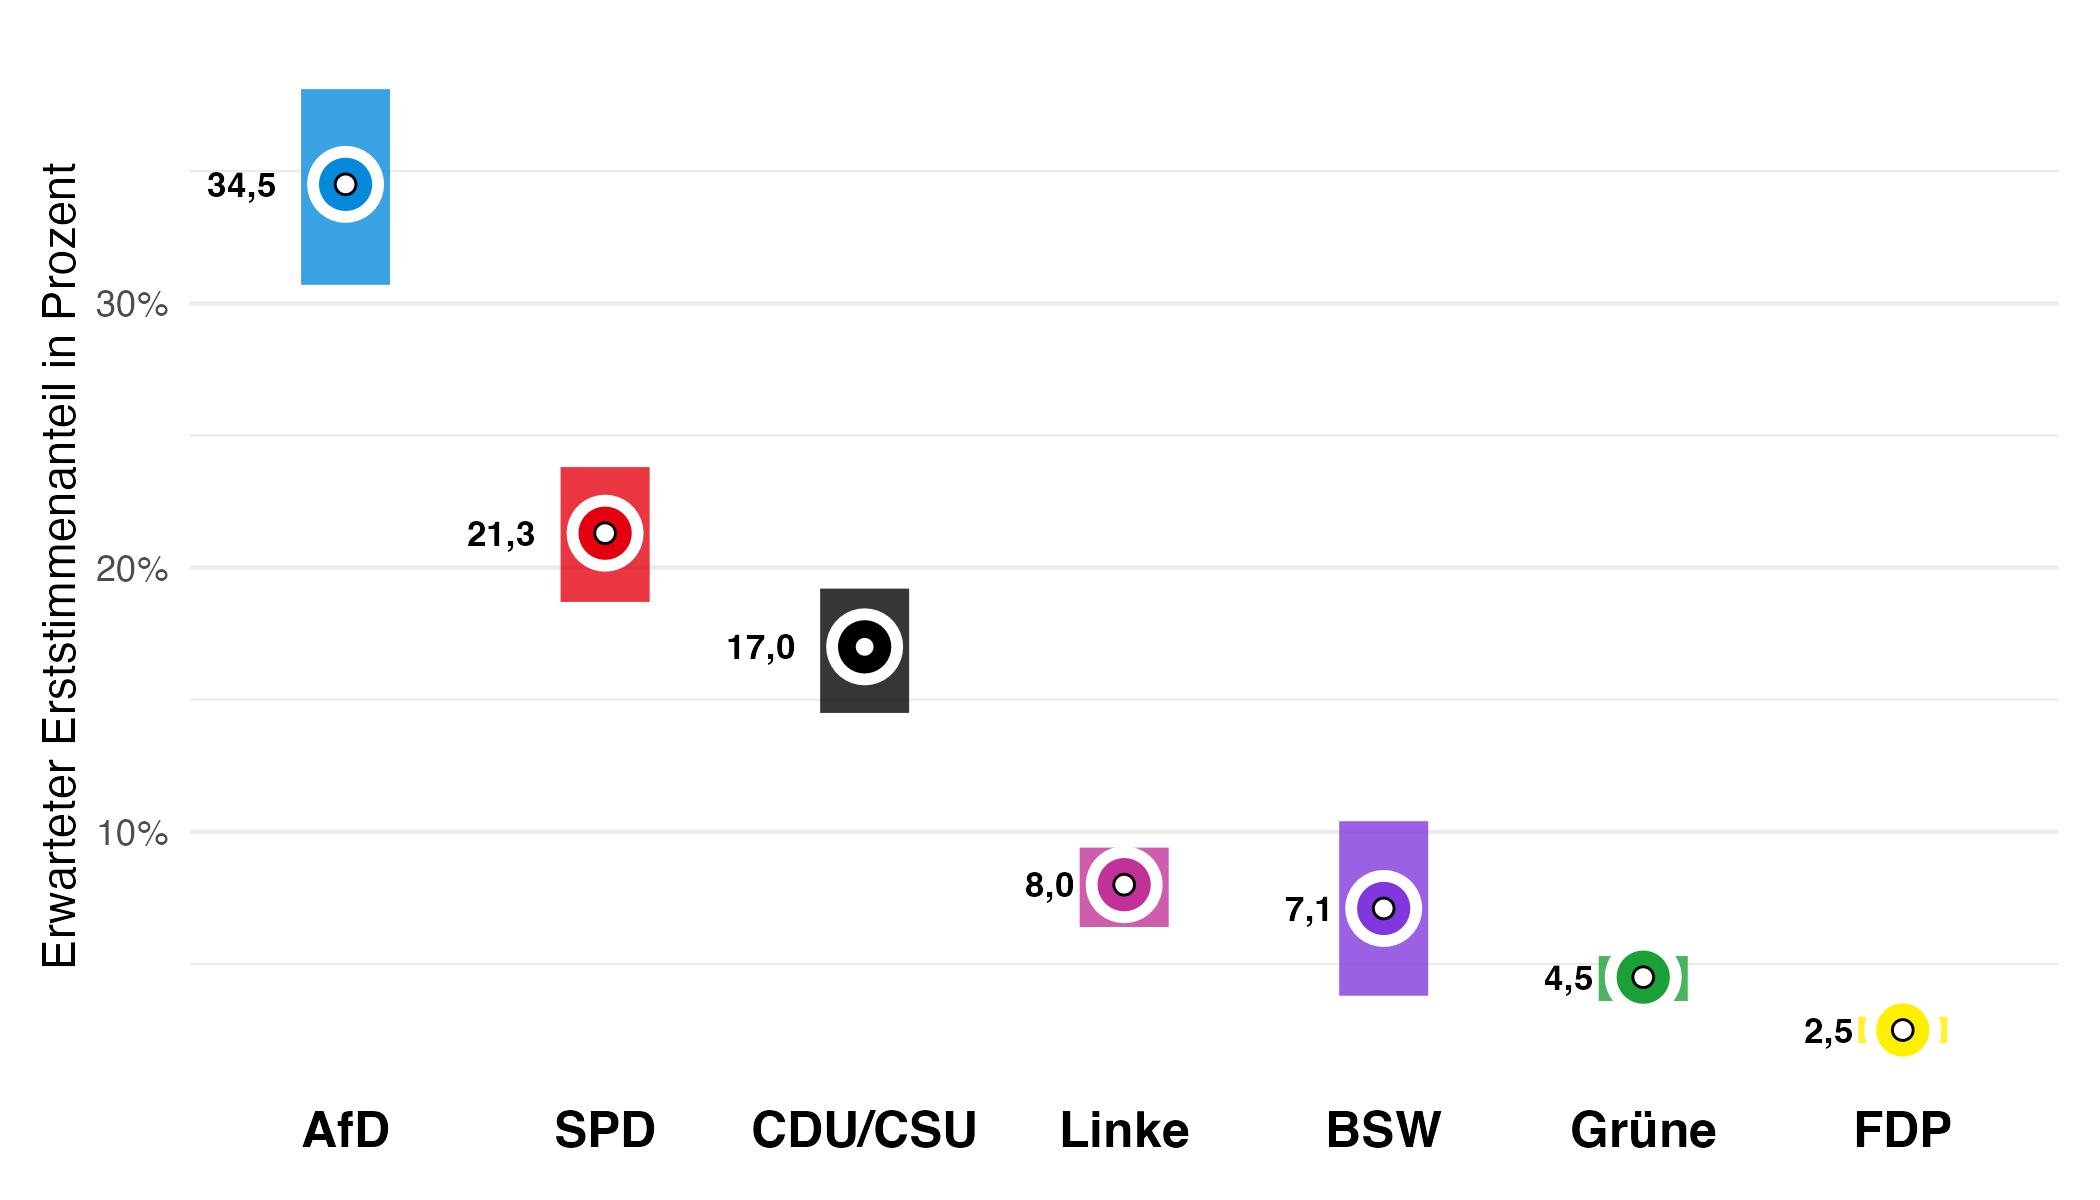 Erwarteter Erststimmenanteil in Prozent
30%
20%
10%
34,5
21,3
17,0
8,0
7,1
4,5
2,5
AfD
SPD
CDU/CSU
Linke
BSW
Grüne
FDP